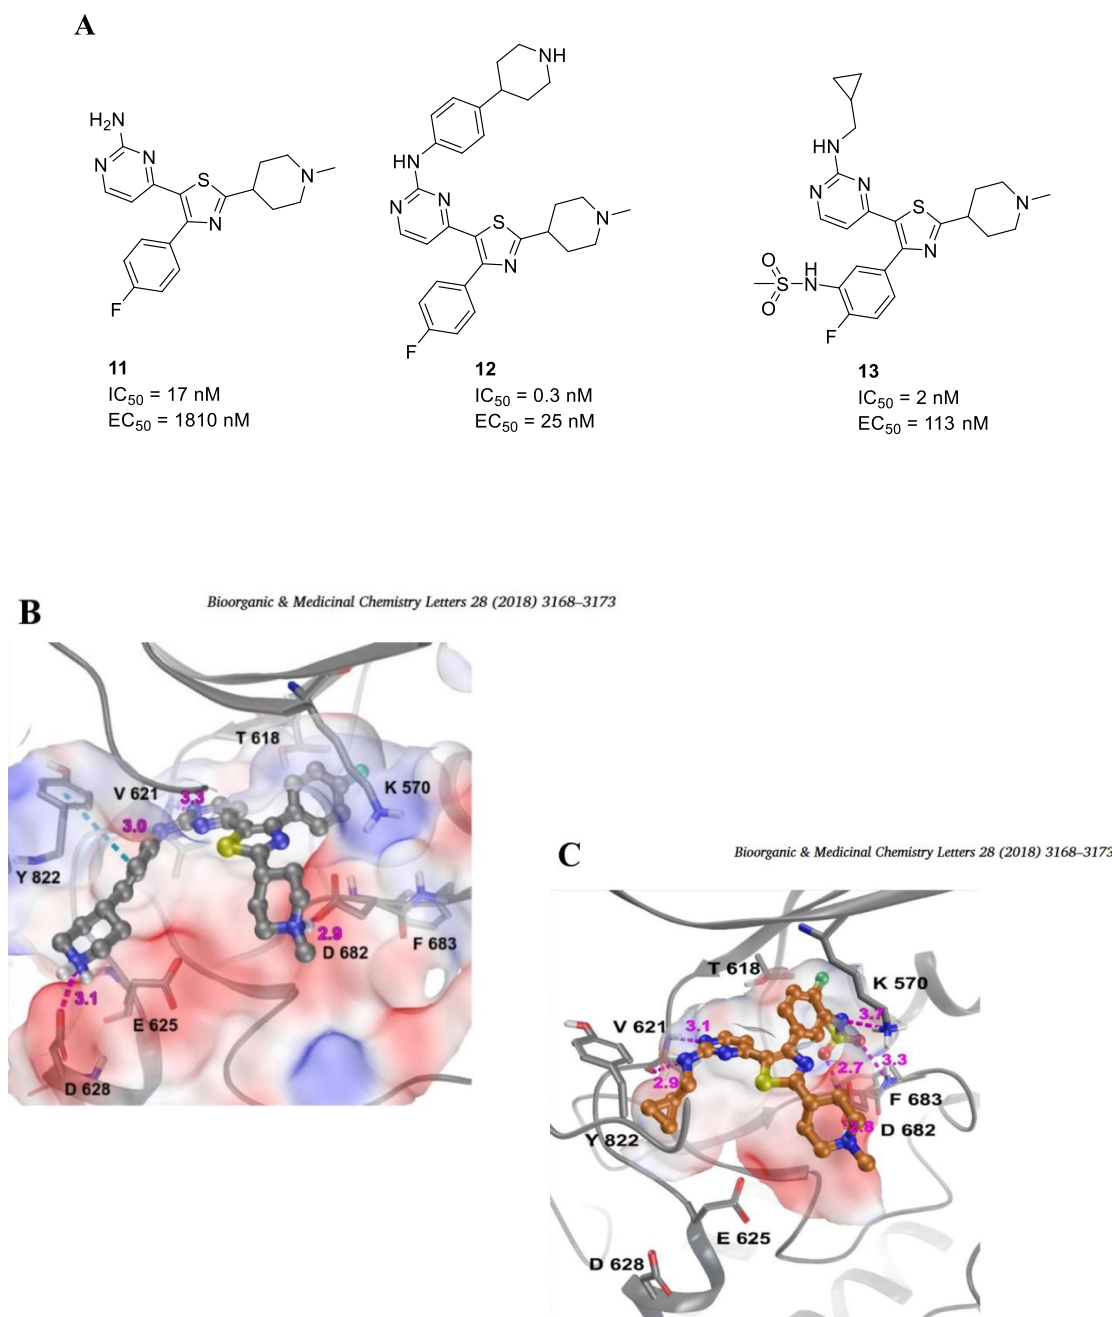 A
H₂N
N
N
S
N
N
F
11
IC₅₀ = 17 nM
EC₅₀ = 1810 nM
NH
HN
N
N
S
N
N
F
12
IC₅₀ = 0.3 nM
EC₅₀ = 25 nM
HN
N
N
S
N
N
O
H
S
N
O
F
13
IC₅₀ = 2 nM
EC₅₀ = 113 nM
B
Bioorganic & Medicinal Chemistry Letters 28 (2018) 3168–3173
T 618
V 621
3.3
K 570
3.0
Y 822
2.9
D 682
F 683
3.1
E 625
D 628
C
Bioorganic & Medicinal Chemistry Letters 28 (2018) 3168–3173
T 618
K 570
V 621
3.1
3.7
3.3
2.9
2.7
F 683
D 682
2.8
Y 822
E 625
D 628